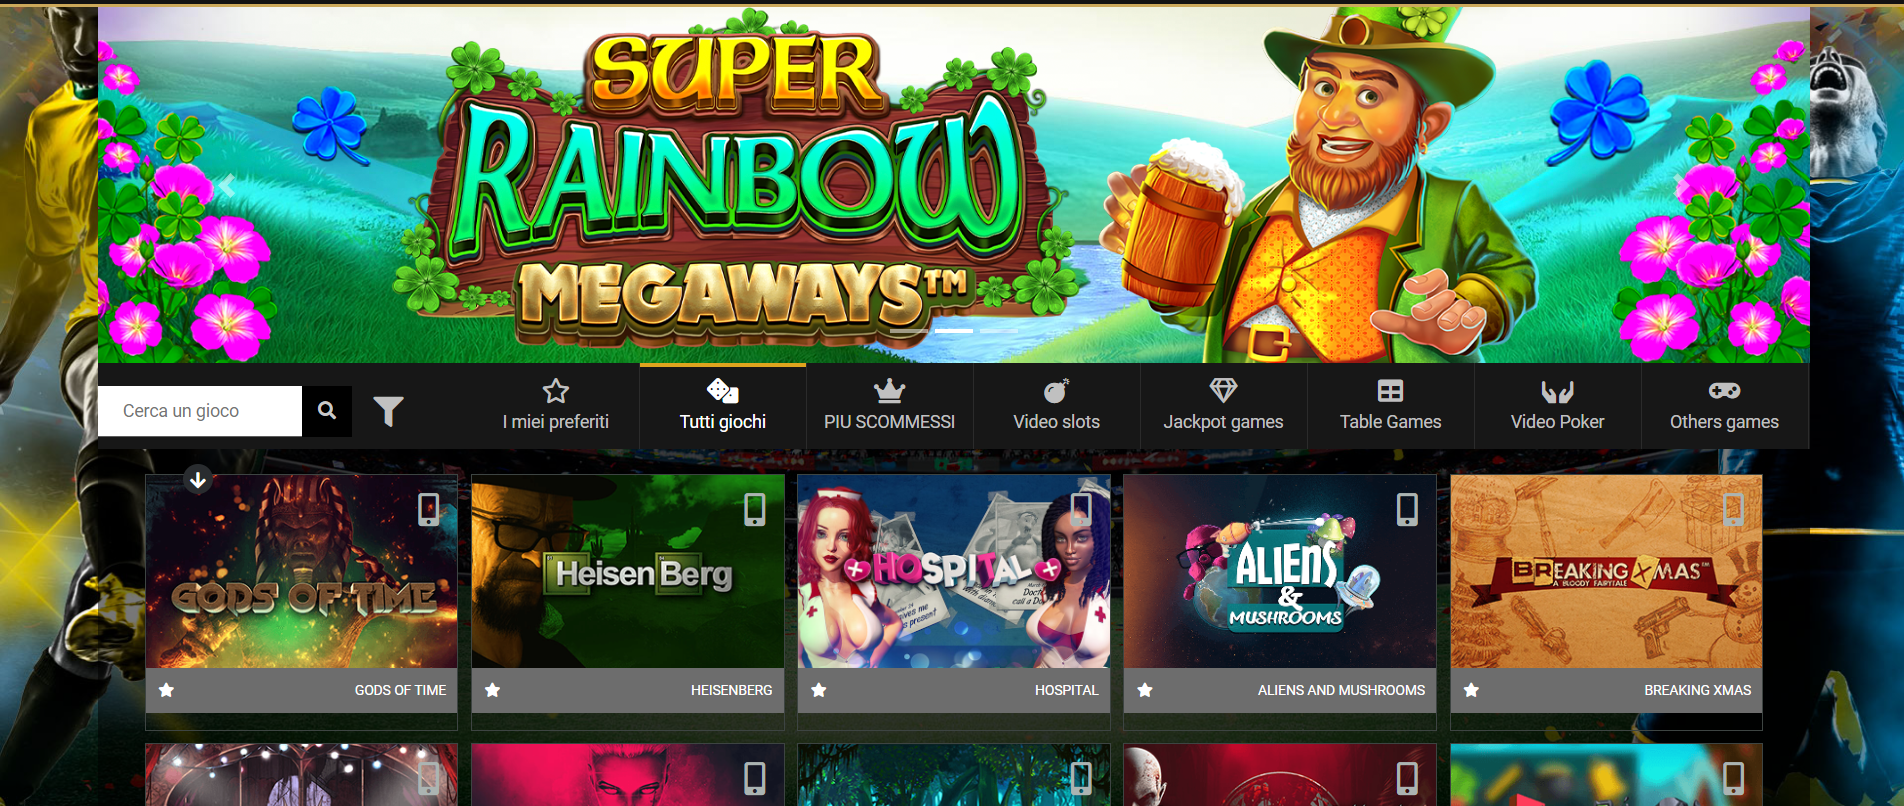 SUPER
RAINBOW
MEGAWAYS™
Cerca un gioco
I miei preferiti
Tutti giochi
PIU SCOMMESSI
Video slots
Jackpot games
Table Games
Video Poker
Others games
GODS OF TIME
HeisenBerg
HOSPITAL
ALIENS
&
MUSHROOMS
BREAKING XMAS™
A BLOODY FAIRYTALE
GODS OF TIME
HEISENBERG
HOSPITAL
ALIENS AND MUSHROOMS
BREAKING XMAS